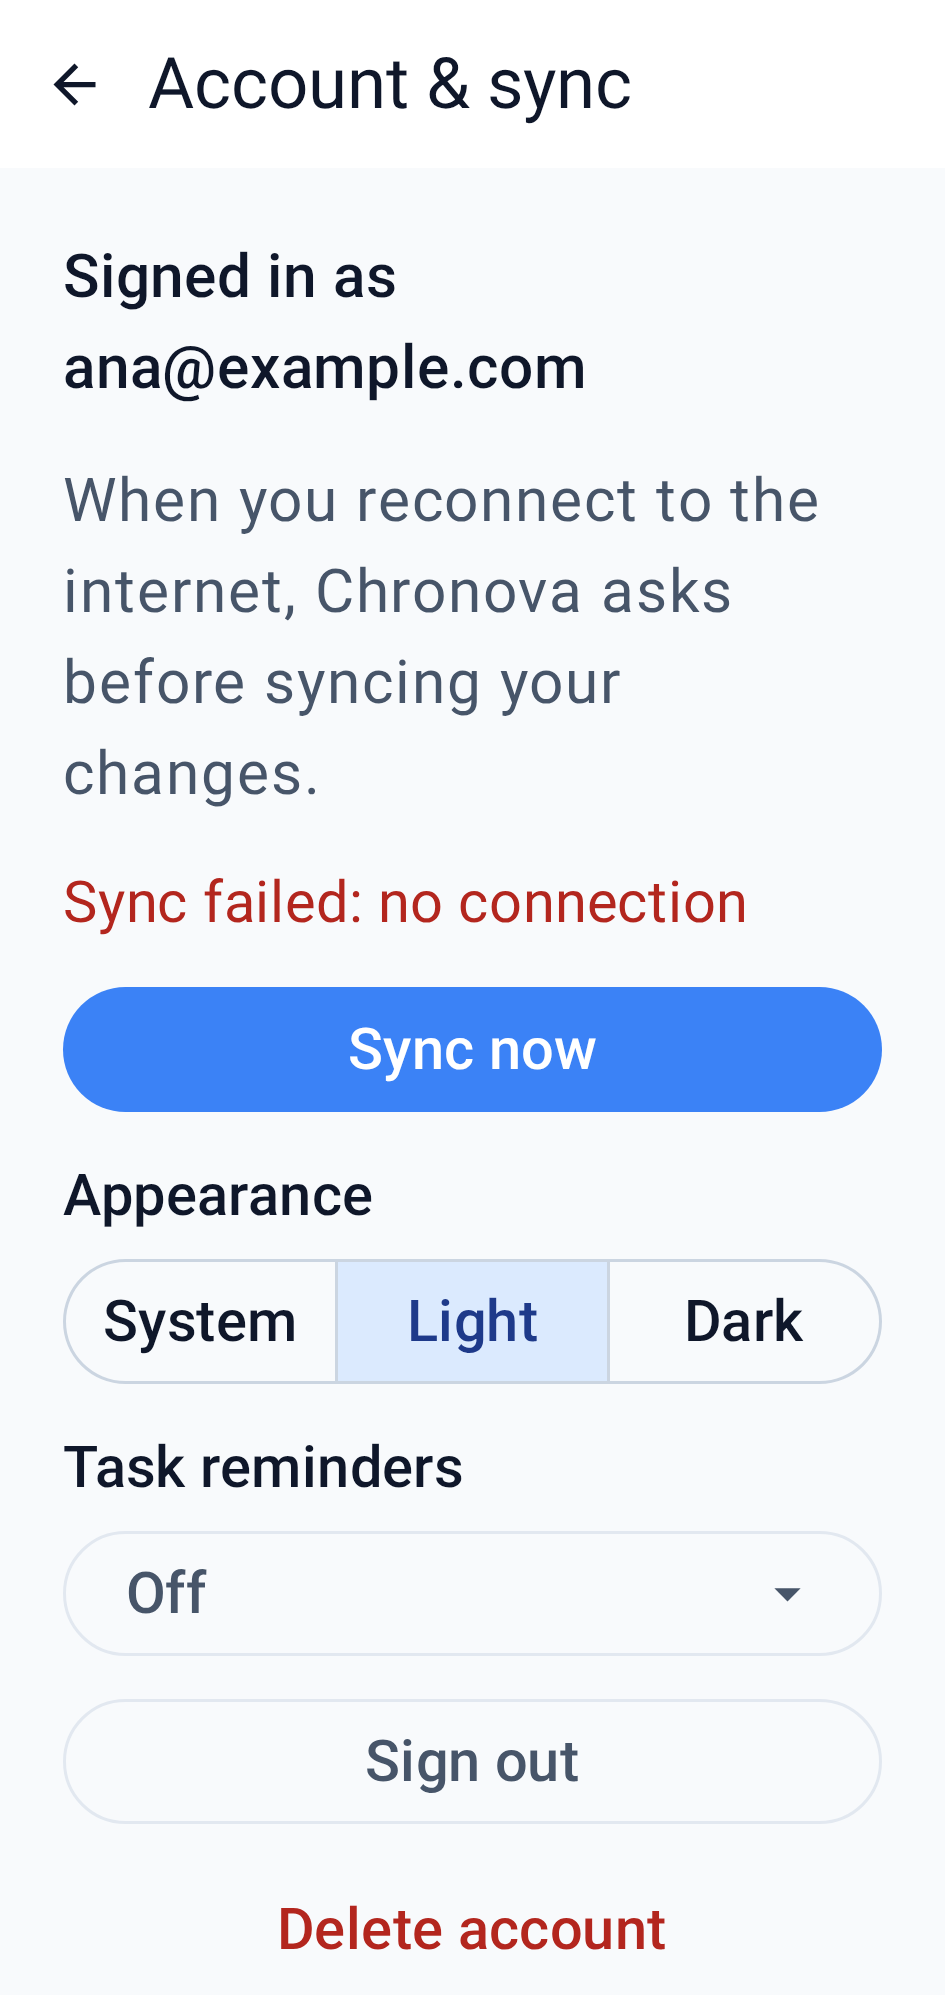 Account & sync
Signed in as
ana@example.com
When you reconnect to the
internet, Chronova asks
before syncing your
changes.
Sync failed: no connection
Sync now
Appearance
System Light Dark
Task reminders
Off
Sign out
Delete account